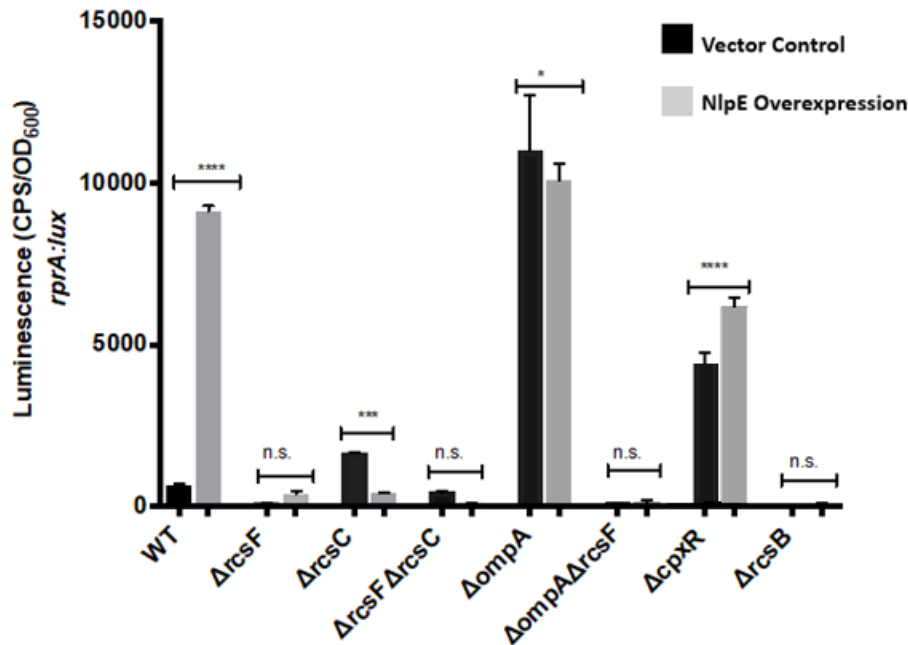 15000
10000
5000
0
Luminescence (CPS/OD600)
rprA:lux
Vector Control
NlpE Overexpression
****
n.s.
***
n.s.
*
n.s.
****
n.s.
WT
ΔrcsF
ΔrcsC
ΔrcsFΔrcsC
ΔompA
ΔompAΔrcsF
ΔcpxR
ΔrcsB